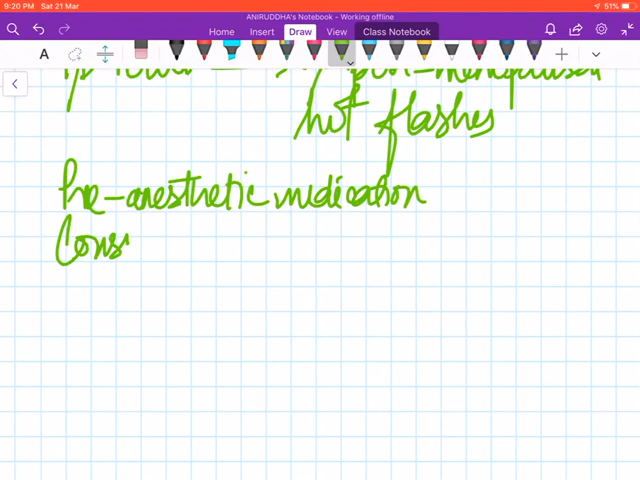 9:20 PM Sat 21 Mar
51%
ANIRUDDHA's Notebook - Working offline
Home Insert Draw View Class Notebook
A
hot flashes
Pre-anesthetic medication
Cons